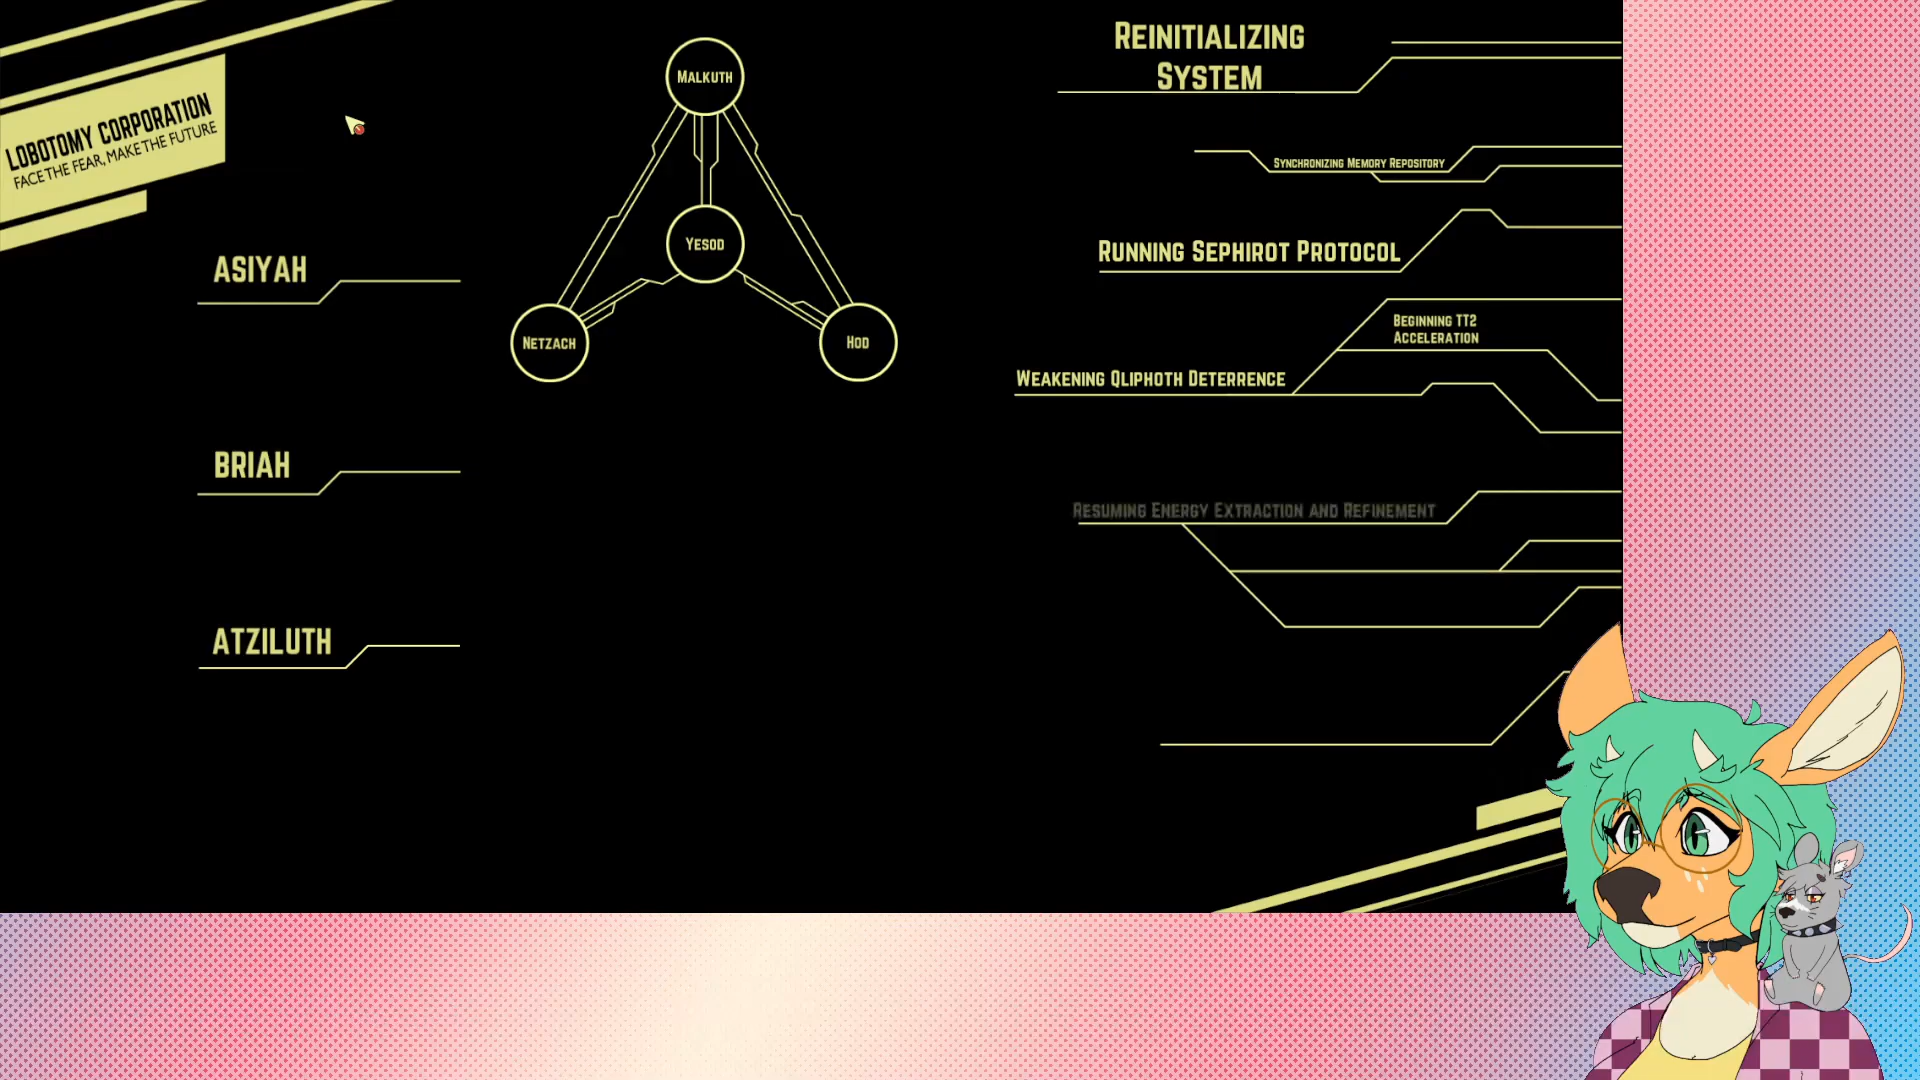 LOBOTOMY CORPORATION
FACE THE FEAR, MAKE THE FUTURE
ASIYAH
BRIAH
ATZILUTH
MALKUTH
YESOD
NETZACH
HOD
REINITIALIZING
SYSTEM
SYNCHRONIZING MEMORY REPOSITORY
RUNNING SEPHIROT PROTOCOL
BEGINNING TT2
ACCELERATION
WEAKENING QLIPHOTH DETERRENCE
RESUMING ENERGY EXTRACTION AND REFINEMENT